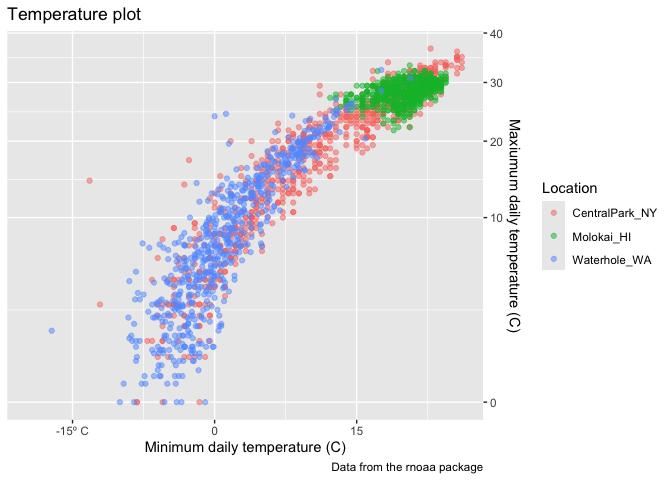 Temperature plot
40
30
20
10
0
Maxiumum daily temperature (C)
-15º C
0
15
Minimum daily temperature (C)
Data from the rnoaa package
Location
CentralPark_NY
Molokai_HI
Waterhole_WA